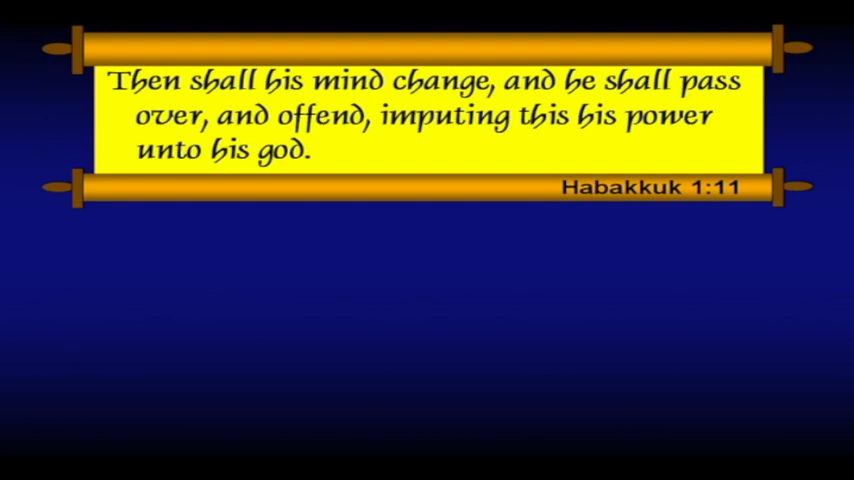 Then shall his mind change, and he shall pass
over, and offend, imputing this his power
unto his god.
Habakkuk 1:11